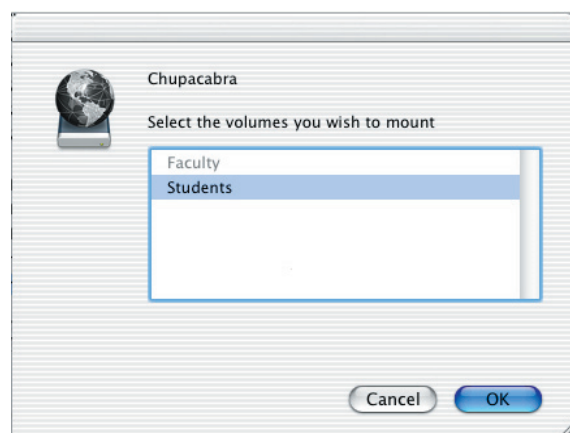 Chupacabra
Select the volumes you wish to mount
Faculty
Students
Cancel OK